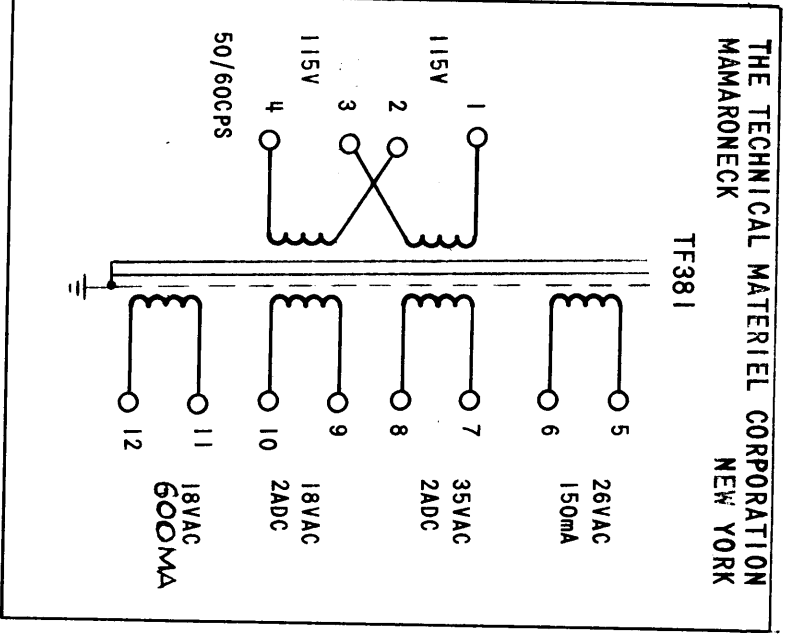 THE TECHNICAL MATERIEL CORPORATION
MAMARONECK NEW YORK
TF381
1
115V
2
3
115V
4
50/60CPS
5
26VAC
150mA
6
7
35VAC
2ADC
8
9
18VAC
2ADC
10
11
18VAC
600MA
12